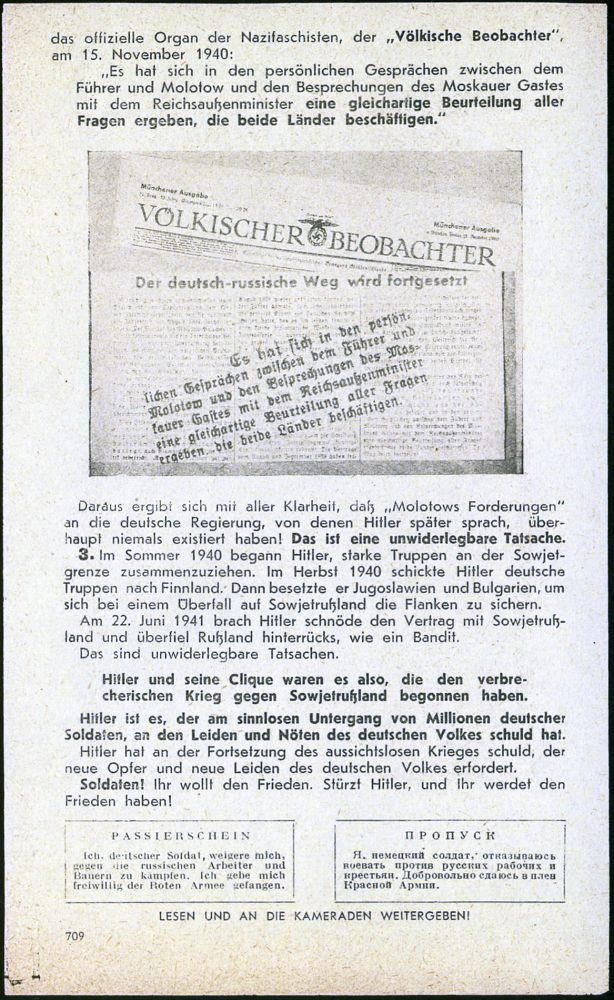 das offizielle Organ der Nazifaschisten, der „Völkische Beobachter“,
am 15. November 1940:
„Es hat sich in den persönlichen Gesprächen zwischen dem
Führer und Molotow und den Besprechungen des Moskauer Gastes
mit dem Reichsaußenminister eine gleichartige Beurteilung aller
Fragen ergeben, die beide Länder beschäftigen.“
Münchener Ausgabe
Münchener Ausgabe
VÖLKISCHER BEOBACHTER
Der deutsch-russische Weg wird fortgesetzt
Es hat sich in den persön-
lichen Gesprächen zwischen dem Führer und
Molotow und den Besprechungen des Mos-
kauer Gastes mit dem Reichsaußenminister
eine gleichartige Beurteilung aller Fragen
ergeben, die beide Länder beschäftigen.
Daraus ergibt sich mit aller Klarheit, daß „Molotows Forderungen“
an die deutsche Regierung, von denen Hitler später sprach, über-
haupt niemals existiert haben! Das ist eine unwiderlegbare Tatsache.
3. Im Sommer 1940 begann Hitler, starke Truppen an der Sowjet-
grenze zusammenzuziehen. Im Herbst 1940 schickte Hitler deutsche
Truppen nach Finnland. Dann besetzte er Jugoslawien und Bulgarien, um
sich bei einem Überfall auf Sowjetrußland die Flanken zu sichern.
Am 22. Juni 1941 brach Hitler schnöde den Vertrag mit Sowjetruß-
land und überfiel Rußland hinterrücks, wie ein Bandit.
Das sind unwiderlegbare Tatsachen.
Hitler und seine Clique waren es also, die den verbre-
cherischen Krieg gegen Sowjetrußland begonnen haben.
Hitler ist es, der am sinnlosen Untergang von Millionen deutscher
Soldaten, an den Leiden und Nöten des deutschen Volkes schuld hat.
Hitler hat an der Fortsetzung des aussichtslosen Krieges schuld, der
neue Opfer und neue Leiden des deutschen Volkes erfordert.
Soldaten! Ihr wollt den Frieden. Stürzt Hitler, und Ihr werdet den
Frieden haben!
PASSIERSCHEIN
Ich, deutscher Soldat, weigere mich,
gegen die russischen Arbeiter und
Bauern zu kämpfen. Ich gebe mich
freiwillig der Roten Armee gefangen.
ПРОПУСК
Я, немецкий солдат, отказываюсь
воевать против русских рабочих и
крестьян. Добровольно сдаюсь в плен
Красной Армии.
LESEN UND AN DIE KAMERADEN WEITERGEBEN!
709